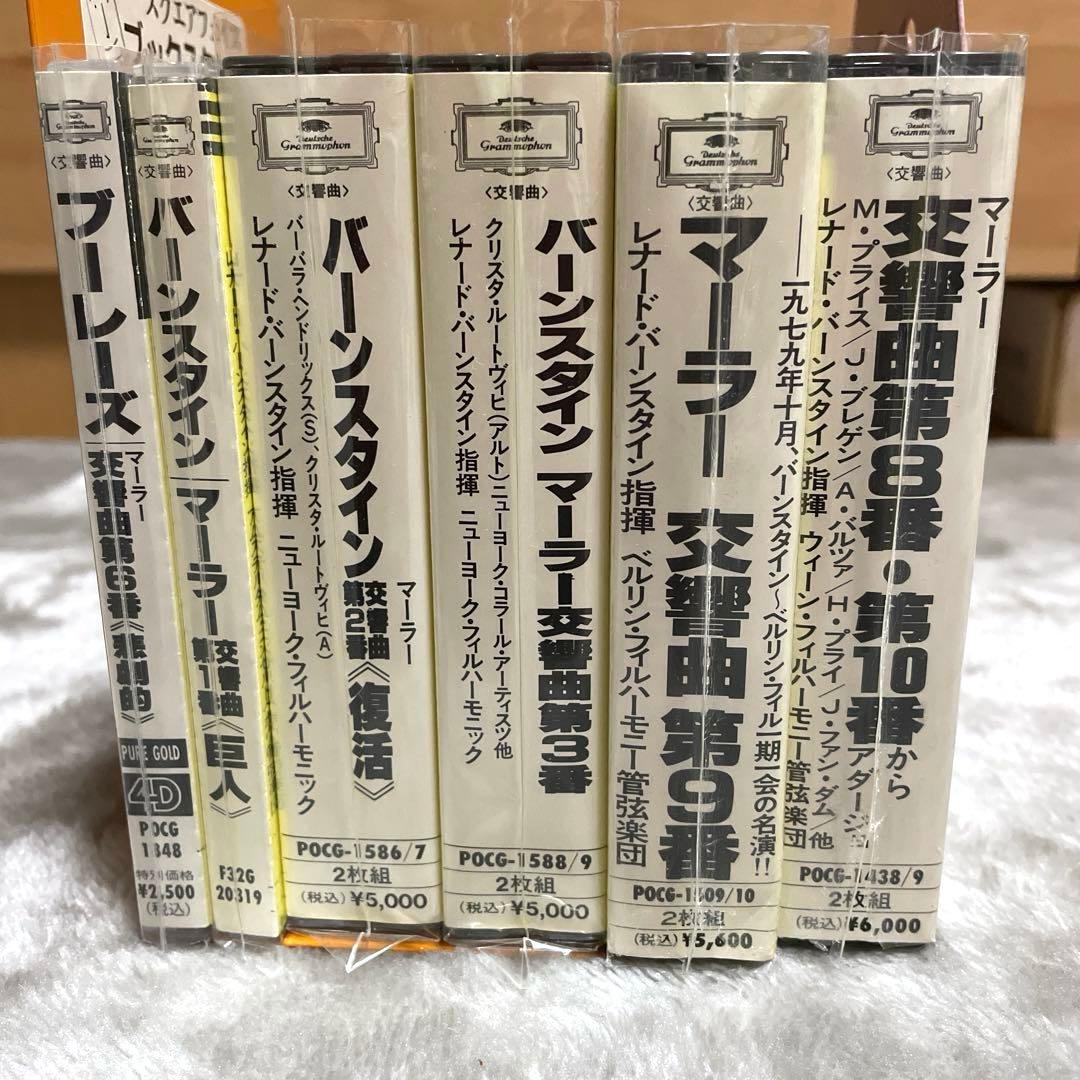 スクエアフ
ブックスタ
Deutsche
Grammophon
〈交響曲〉
ブーレーズ
マーラー
交響曲第6番《悲劇的》
PURE GOLD
4D
POCG
1848
特別価格
¥2,500
(税込)
〈交響曲〉
バーンスタイン
マーラー 交響曲第1番《巨人》
F32G
20319
Deutsche
Grammophon
〈交響曲〉
バーンスタイン
マーラー
交響曲第2番《復活》
バーバラ・ヘンドリックス(S)、クリスタ・ルートヴィヒ(A)
レナード・バーンスタイン指揮 ニューヨーク・フィルハーモニック
POCG-1586/7
2枚組
(税込)¥5,000
Deutsche
Grammophon
〈交響曲〉
バーンスタイン マーラー交響曲第3番
クリスタ・ルートヴィヒ(アルト)ニューヨーク・コラール・アーティスツ他
レナード・バーンスタイン指揮 ニューヨーク・フィルハーモニック
POCG-1588/9
2枚組
(税込)¥5,000
Deutsche
Grammophon
〈交響曲〉
——一九七九年十月、バーンスタイン〜ベルリン・フィル一期一会の名演!!
マーラー 交響曲 第9番
レナード・バーンスタイン指揮 ベルリン・フィルハーモニー管弦楽団
POCG-1509/10
2枚組
(税込)¥5,600
Deutsche
Grammophon
〈交響曲〉
マーラー
交響曲第8番・第10番からアダージョ
M・プライス/J・ブレゲン/A・バルツァ/H・プライ/J・ファン・ダム/他
レナード・バーンスタイン指揮 ウィーン・フィルハーモニー管弦楽団
POCG-1438/9
2枚組
(税込)¥6,000